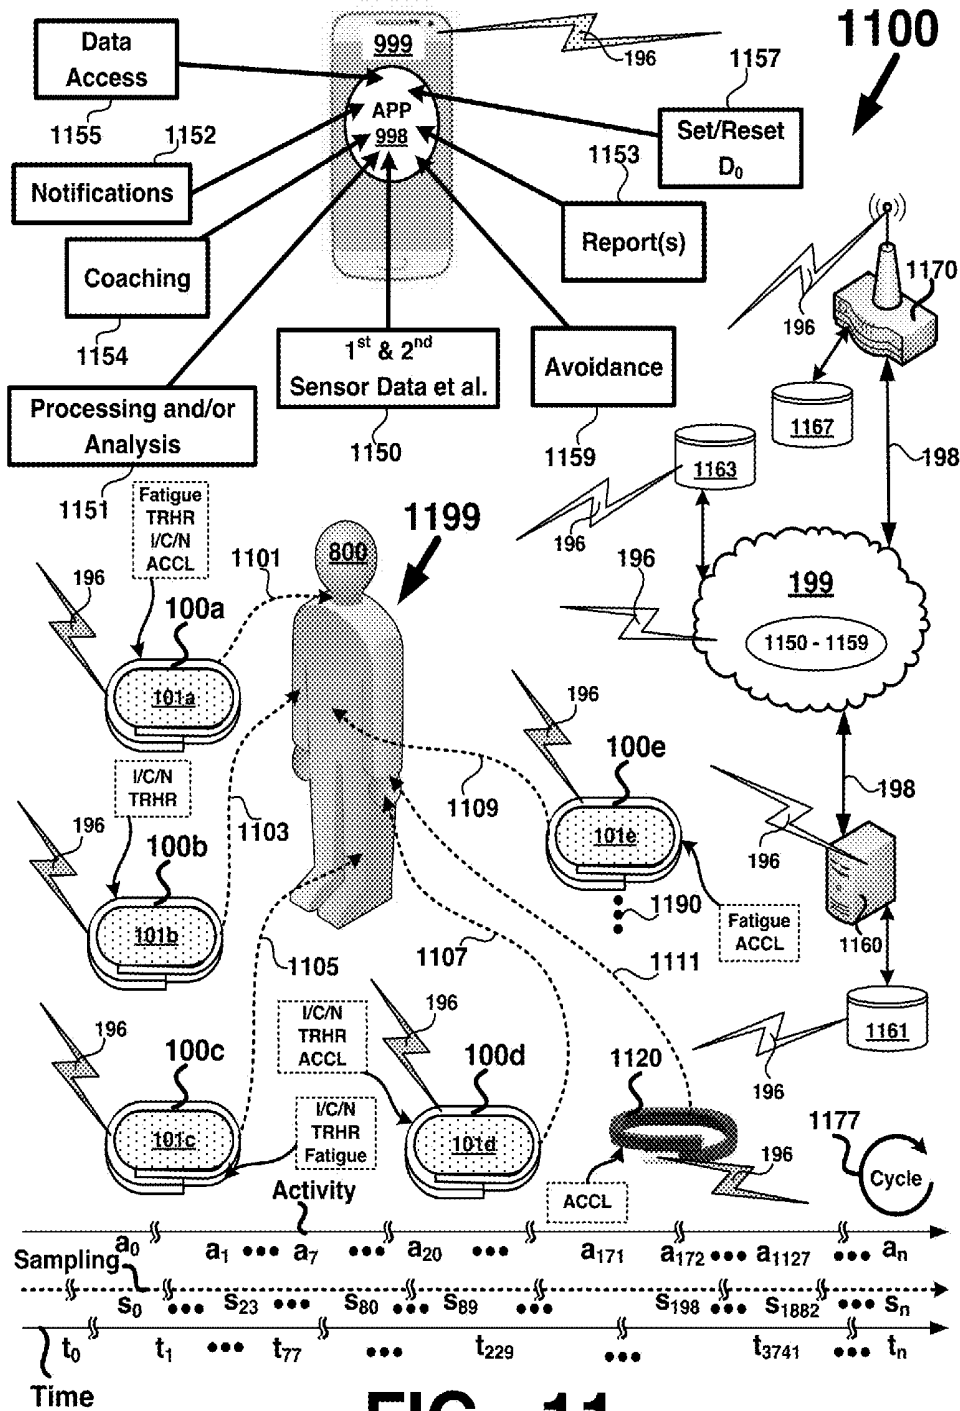 1100
Data
Access
1155
999
196
1157
APP
998
Set/Reset
D0
1152
Notifications
1153
Report(s)
Coaching
1154
196
1170
1st & 2nd
Sensor Data et al.
1150
Avoidance
1159
Processing and/or
Analysis
1151
1167
1163
198
196
Fatigue
TRHR
I/C/N
ACCL
1101
800
1199
196
196
199
1150 - 1159
100a
101a
I/C/N
TRHR
1103
196
100b
101b
196
100e
101e
1109
198
196
1190
Fatigue
ACCL
1160
1105
1107
1111
1161
196
I/C/N
TRHR
ACCL
196
100c
101c
196
100d
101d
1120
196
I/C/N
TRHR
Fatigue
ACCL
196
1177
Cycle
Activity
a0 a1 ••• a7 ••• a20 ••• a171 a172 ••• a1127 ••• an
Sampling
s0 ••• s23 ••• s80 ••• s89 ••• s198 ••• s1882 ••• sn
t0 t1 ••• t77 ••• t229 ••• t3741 ••• tn
Time
FIG. 11